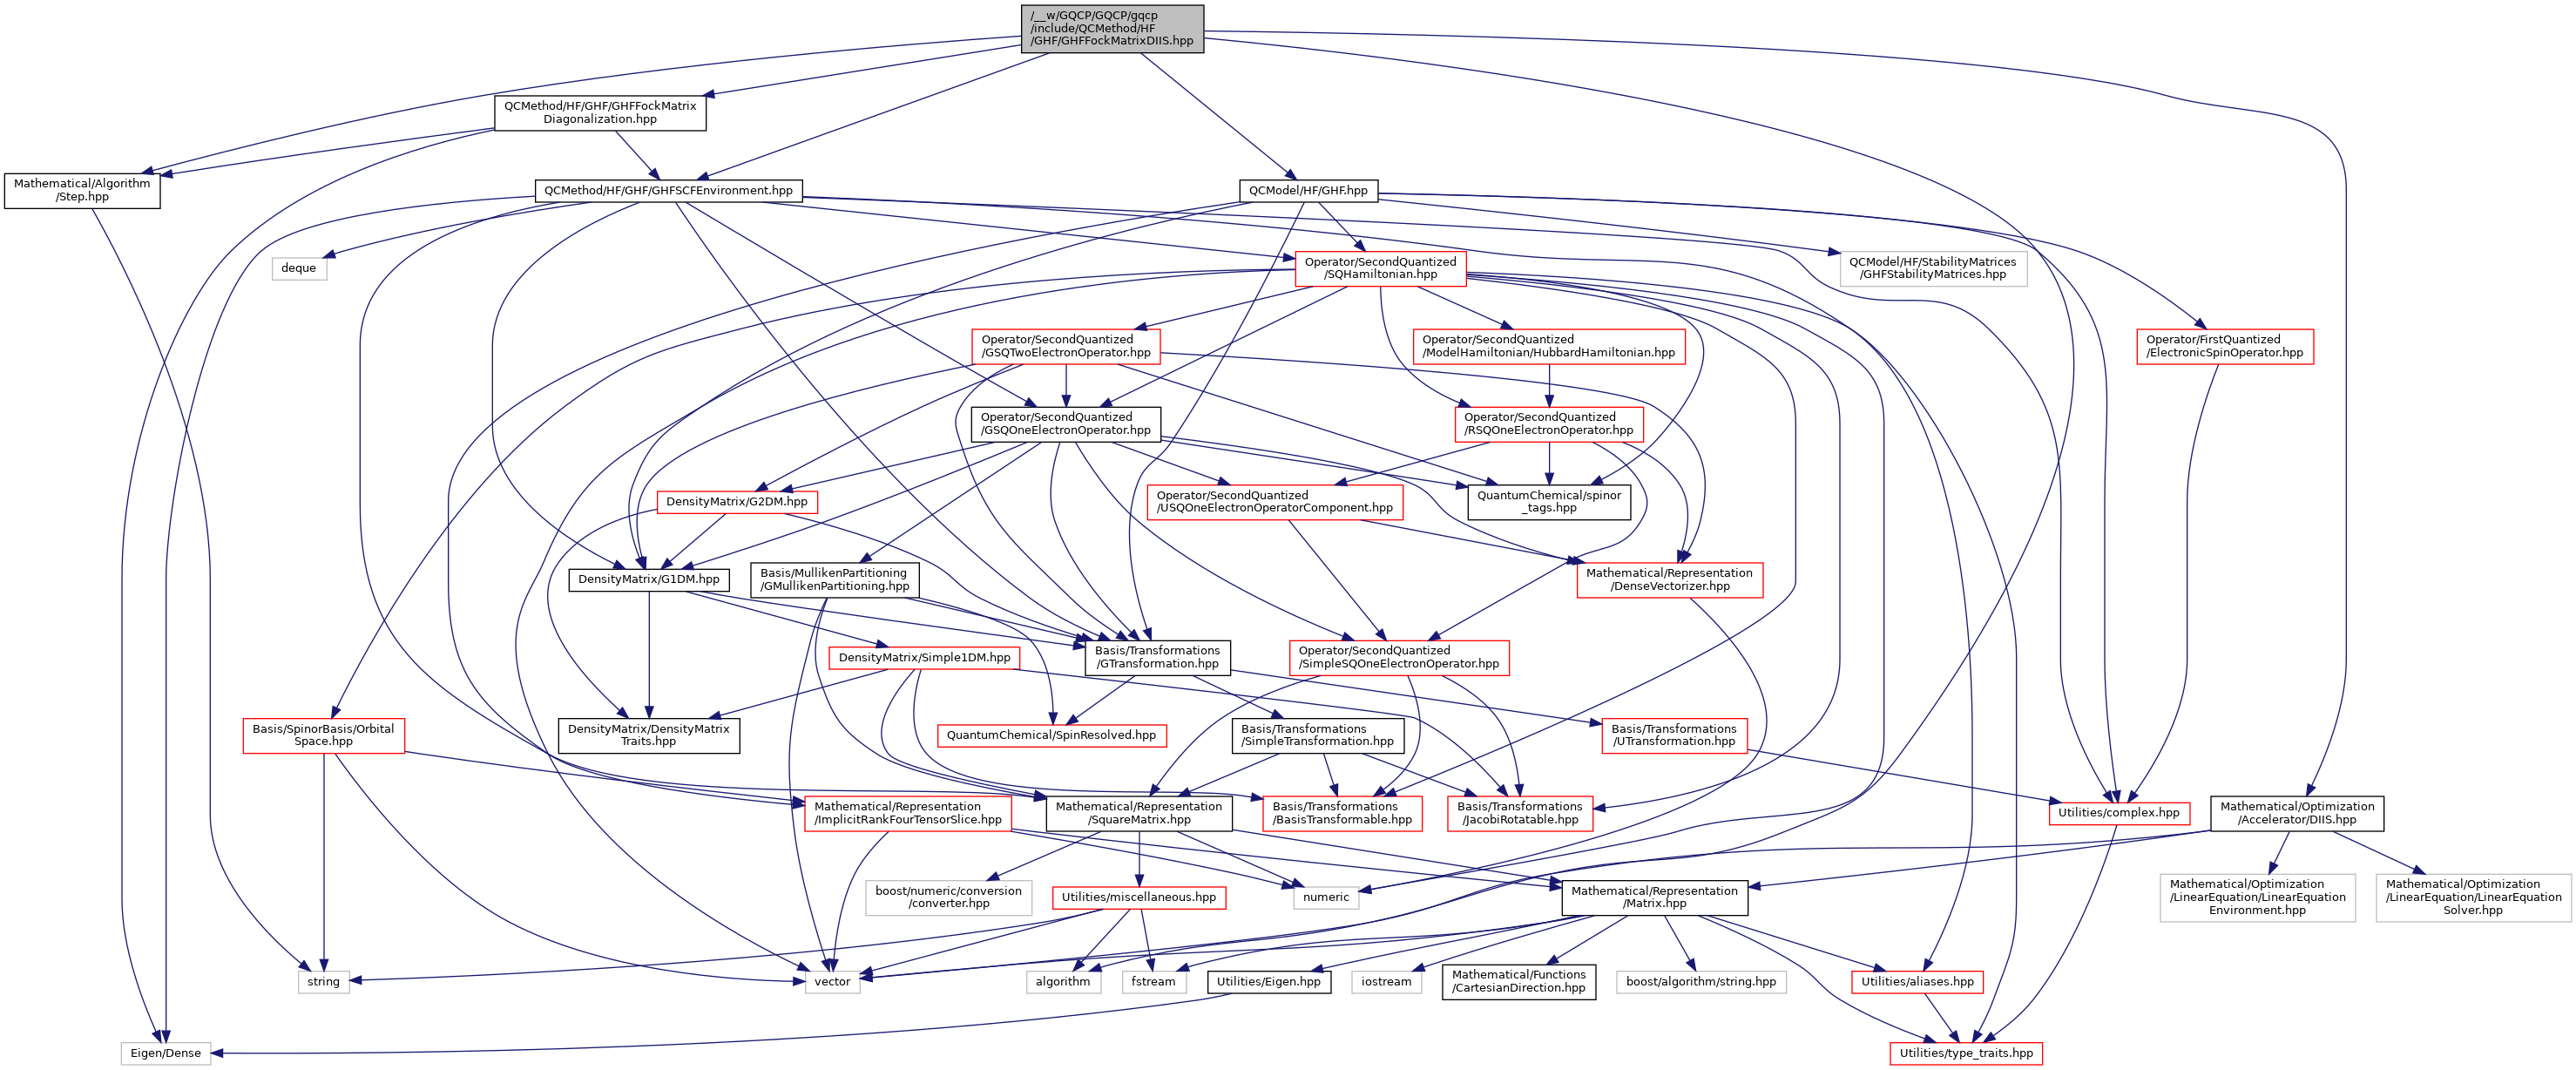 /__w/GQCP/GQCP/gqcp
/include/QCMethod/HF
/GHF/GHFFockMatrixDIIS.hpp
QCMethod/HF/GHF/GHFFockMatrix
Diagonalization.hpp
Mathematical/Algorithm
/Step.hpp
QCMethod/HF/GHF/GHFSCFEnvironment.hpp
QCModel/HF/GHF.hpp
deque
Operator/SecondQuantized
/SQHamiltonian.hpp
QCModel/HF/StabilityMatrices
/GHFStabilityMatrices.hpp
Operator/SecondQuantized
/GSQTwoElectronOperator.hpp
Operator/SecondQuantized
/ModelHamiltonian/HubbardHamiltonian.hpp
Operator/FirstQuantized
/ElectronicSpinOperator.hpp
Operator/SecondQuantized
/GSQOneElectronOperator.hpp
Operator/SecondQuantized
/RSQOneElectronOperator.hpp
DensityMatrix/G2DM.hpp
Operator/SecondQuantized
/USQOneElectronOperatorComponent.hpp
QuantumChemical/spinor
_tags.hpp
DensityMatrix/G1DM.hpp
Basis/MullikenPartitioning
/GMullikenPartitioning.hpp
Mathematical/Representation
/DenseVectorizer.hpp
DensityMatrix/Simple1DM.hpp
Basis/Transformations
/GTransformation.hpp
Operator/SecondQuantized
/SimpleSQOneElectronOperator.hpp
Basis/SpinorBasis/Orbital
Space.hpp
DensityMatrix/DensityMatrix
Traits.hpp
QuantumChemical/SpinResolved.hpp
Basis/Transformations
/SimpleTransformation.hpp
Basis/Transformations
/UTransformation.hpp
Mathematical/Representation
/ImplicitRankFourTensorSlice.hpp
Mathematical/Representation
/SquareMatrix.hpp
Basis/Transformations
/BasisTransformable.hpp
Basis/Transformations
/JacobiRotatable.hpp
Utilities/complex.hpp
Mathematical/Optimization
/Accelerator/DIIS.hpp
boost/numeric/conversion
/converter.hpp
Utilities/miscellaneous.hpp
numeric
Mathematical/Representation
/Matrix.hpp
Mathematical/Optimization
/LinearEquation/LinearEquation
Environment.hpp
Mathematical/Optimization
/LinearEquation/LinearEquation
Solver.hpp
string
vector
algorithm
fstream
Utilities/Eigen.hpp
iostream
Mathematical/Functions
/CartesianDirection.hpp
boost/algorithm/string.hpp
Utilities/aliases.hpp
Eigen/Dense
Utilities/type_traits.hpp